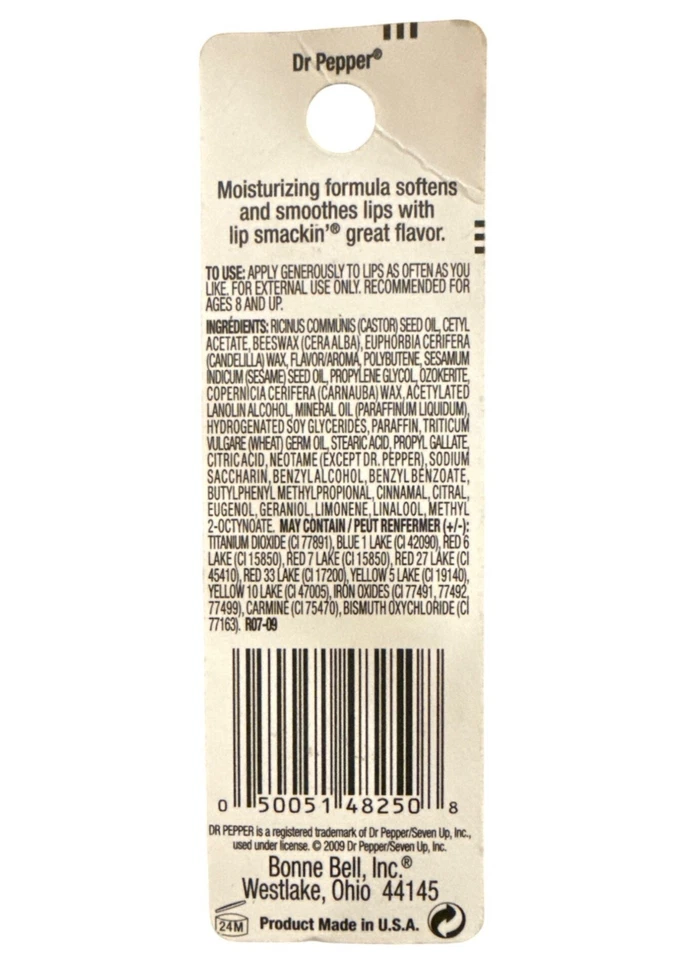 Dr Pepper®
Moisturizing formula softens
and smoothes lips with
lip smackin'® great flavor.
TO USE: APPLY GENEROUSLY TO LIPS AS OFTEN AS YOU
LIKE. FOR EXTERNAL USE ONLY. RECOMMENDED FOR
AGES 8 AND UP.
INGREDIENTS: RICINUS COMMUNIS (CASTOR) SEED OIL, CETYL
ACETATE, BEESWAX (CERA ALBA), EUPHORBIA CERIFERA
(CANDELILLA) WAX, FLAVOR/AROMA, POLYBUTENE, SESAMUM
INDICUM (SESAME) SEED OIL, PROPYLENE GLYCOL, OZOKERITE,
COPERNICIA CERIFERA (CARNAUBA) WAX, ACETYLATED
LANOLIN ALCOHOL, MINERAL OIL (PARAFFINUM LIQUIDUM),
HYDROGENATED SOY GLYCERIDES, PARAFFIN, TRITICUM
VULGARE (WHEAT) GERM OIL, STEARIC ACID, PROPYL GALLATE,
CITRIC ACID, NEOTAME (EXCEPT DR. PEPPER), SODIUM
SACCHARIN, BENZYL ALCOHOL, BENZYL BENZOATE,
BUTYLPHENYL METHYLPROPIONAL, CINNAMAL, CITRAL,
EUGENOL, GERANIOL, LIMONENE, LINALOOL, METHYL
2-OCTYNOATE. MAY CONTAIN / PEUT RENFERMER (+/-):
TITANIUM DIOXIDE (CI 77891), BLUE 1 LAKE (CI 42090), RED 6
LAKE (CI 15850), RED 7 LAKE (CI 15850), RED 27 LAKE (CI
45410), RED 33 LAKE (CI 17200), YELLOW 5 LAKE (CI 19140),
YELLOW 10 LAKE (CI 47005), IRON OXIDES (CI 77491, 77492,
77499), CARMINE (CI 75470), BISMUTH OXYCHLORIDE (CI
77163). R07-09
0 50051 48250 8
DR PEPPER is a registered trademark of Dr Pepper/Seven Up, Inc.,
used under license. © 2009 Dr Pepper/Seven Up, Inc.
Bonne Bell, Inc.®
Westlake, Ohio 44145
24M Product Made in U.S.A.